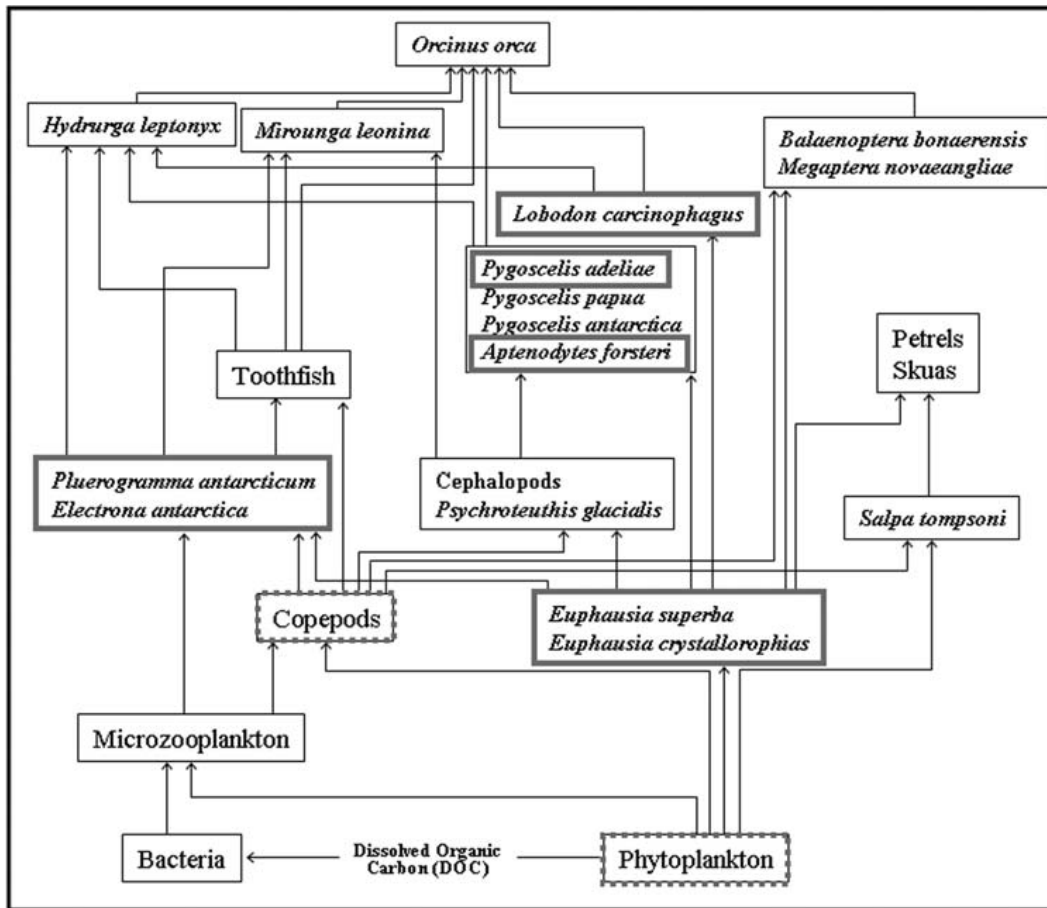 Orcinus orca
Hydrurga leptonyx
Mirounga leonina
Balaenoptera bonaerensis
Megaptera novaeangliae
Lobodon carcinophagus
Pygoscelis adeliae
Pygoscelis papua
Pygoscelis antarctica
Aptenodytes forsteri
Petrels
Skuas
Toothfish
Pluerogramma antarcticum
Electrona antarctica
Cephalopods
Psychroteuthis glacialis
Salpa tompsoni
Copepods
Euphausia superba
Euphausia crystallorophias
Microzooplankton
Bacteria
Dissolved Organic
Carbon (DOC)
Phytoplankton